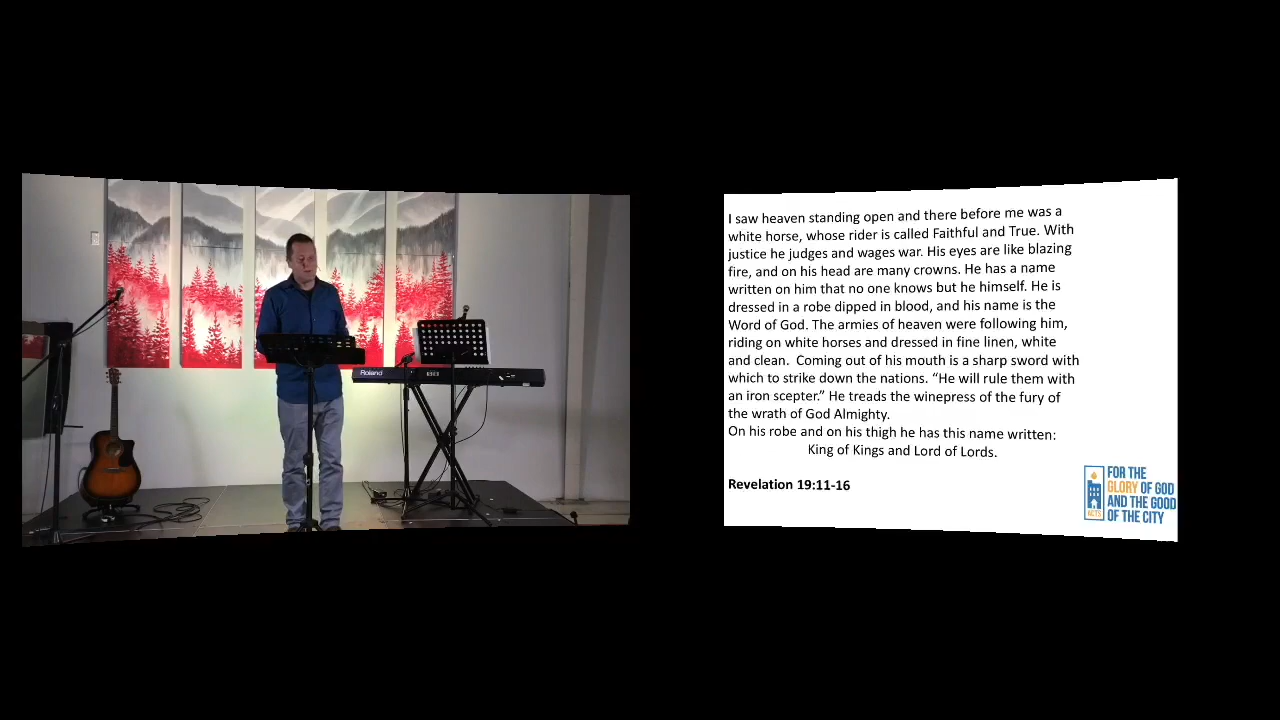 Roland
I saw heaven standing open and there before me was a
white horse, whose rider is called Faithful and True. With
justice he judges and wages war. His eyes are like blazing
fire, and on his head are many crowns. He has a name
written on him that no one knows but he himself. He is
dressed in a robe dipped in blood, and his name is the
Word of God. The armies of heaven were following him,
riding on white horses and dressed in fine linen, white
and clean.  Coming out of his mouth is a sharp sword with
which to strike down the nations. “He will rule them with
an iron scepter.” He treads the winepress of the fury of
the wrath of God Almighty.
On his robe and on his thigh he has this name written:
King of Kings and Lord of Lords.
Revelation 19:11-16
ACTS
FOR THE
GLORY OF GOD
AND THE GOOD
OF THE CITY